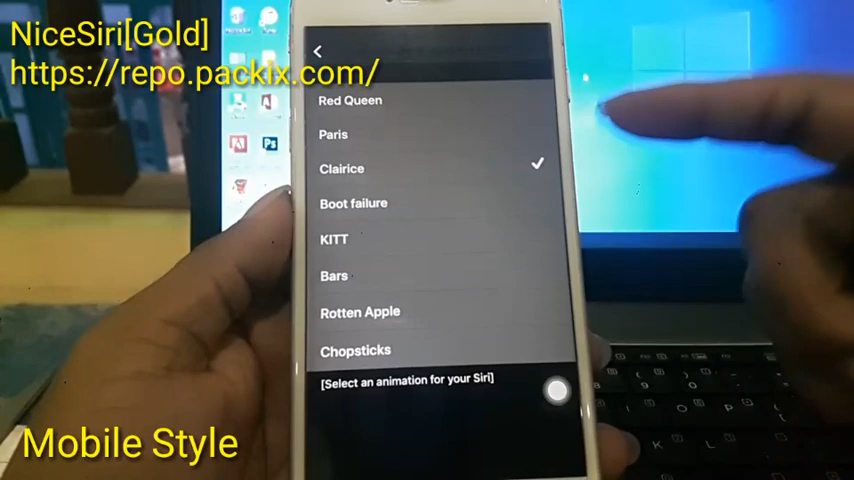 NiceSiri[Gold]
https://repo.packix.com/
Red Queen
Paris
Clairice
Boot failure
KITT
Bars
Rotten Apple
Chopsticks
[Select an animation for your Siri]
Mobile Style
Ps
I
O
P
K
L